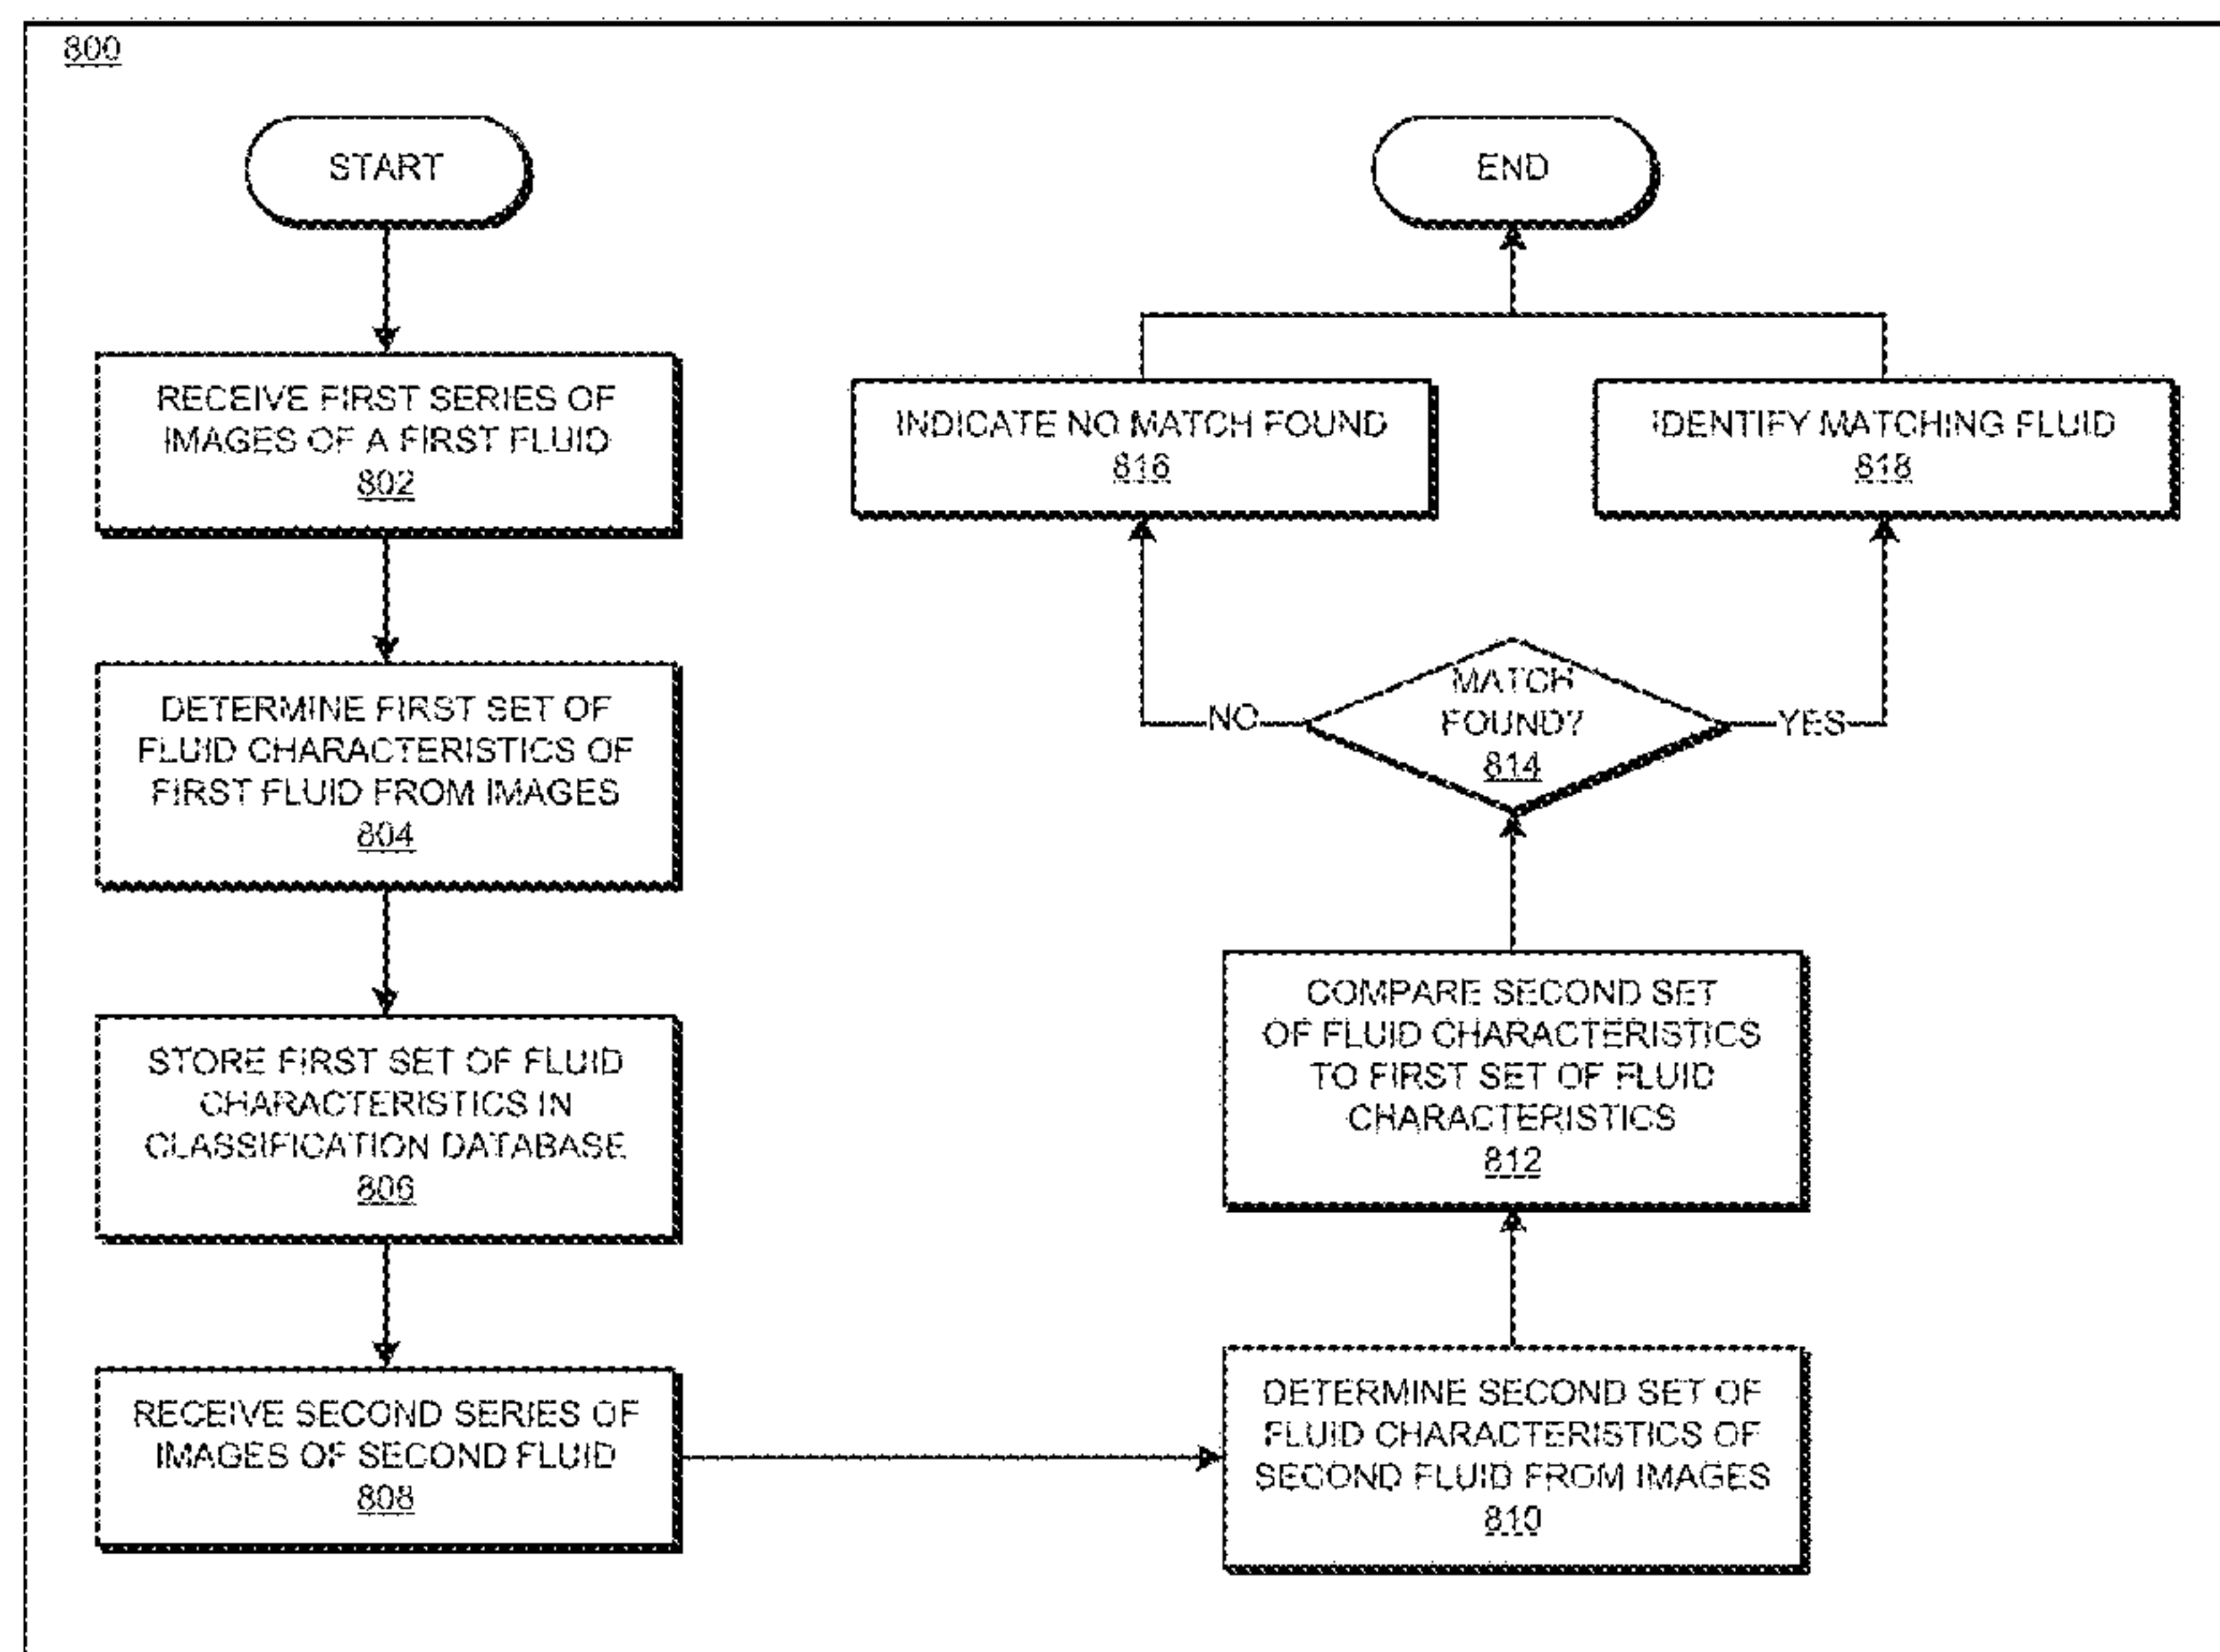 800
START
RECEIVE FIRST SERIES OF
IMAGES OF A FIRST FLUID
802
DETERMINE FIRST SET OF
FLUID CHARACTERISTICS OF
FIRST FLUID FROM IMAGES
804
STORE FIRST SET OF FLUID
CHARACTERISTICS IN
CLASSIFICATION DATABASE
806
RECEIVE SECOND SERIES OF
IMAGES OF SECOND FLUID
808
DETERMINE SECOND SET OF
FLUID CHARACTERISTICS OF
SECOND FLUID FROM IMAGES
810
COMPARE SECOND SET
OF FLUID CHARACTERISTICS
TO FIRST SET OF FLUID
CHARACTERISTICS
812
MATCH
FOUND?
814
NO
YES
INDICATE NO MATCH FOUND
816
IDENTIFY MATCHING FLUID
818
END